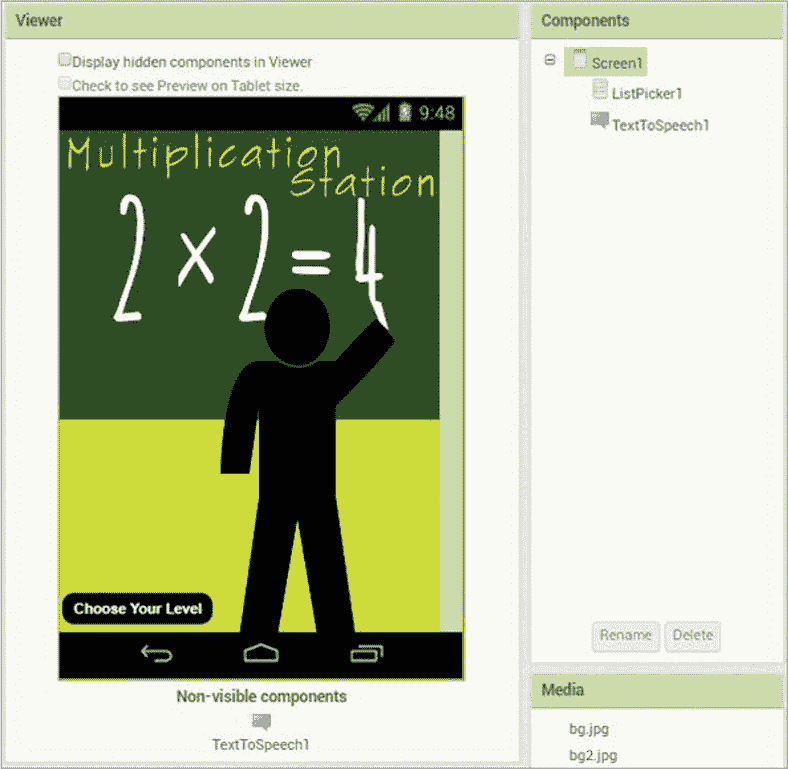 Viewer
Display hidden components in Viewer
Check to see Preview on Tablet size.
9:48
Multiplication
Station
2 × 2 = 4
Choose Your Level
Non-visible components
TextToSpeech1
Components
Screen1
ListPicker1
TextToSpeech1
Rename Delete
Media
bg.jpg
bg2.jpg